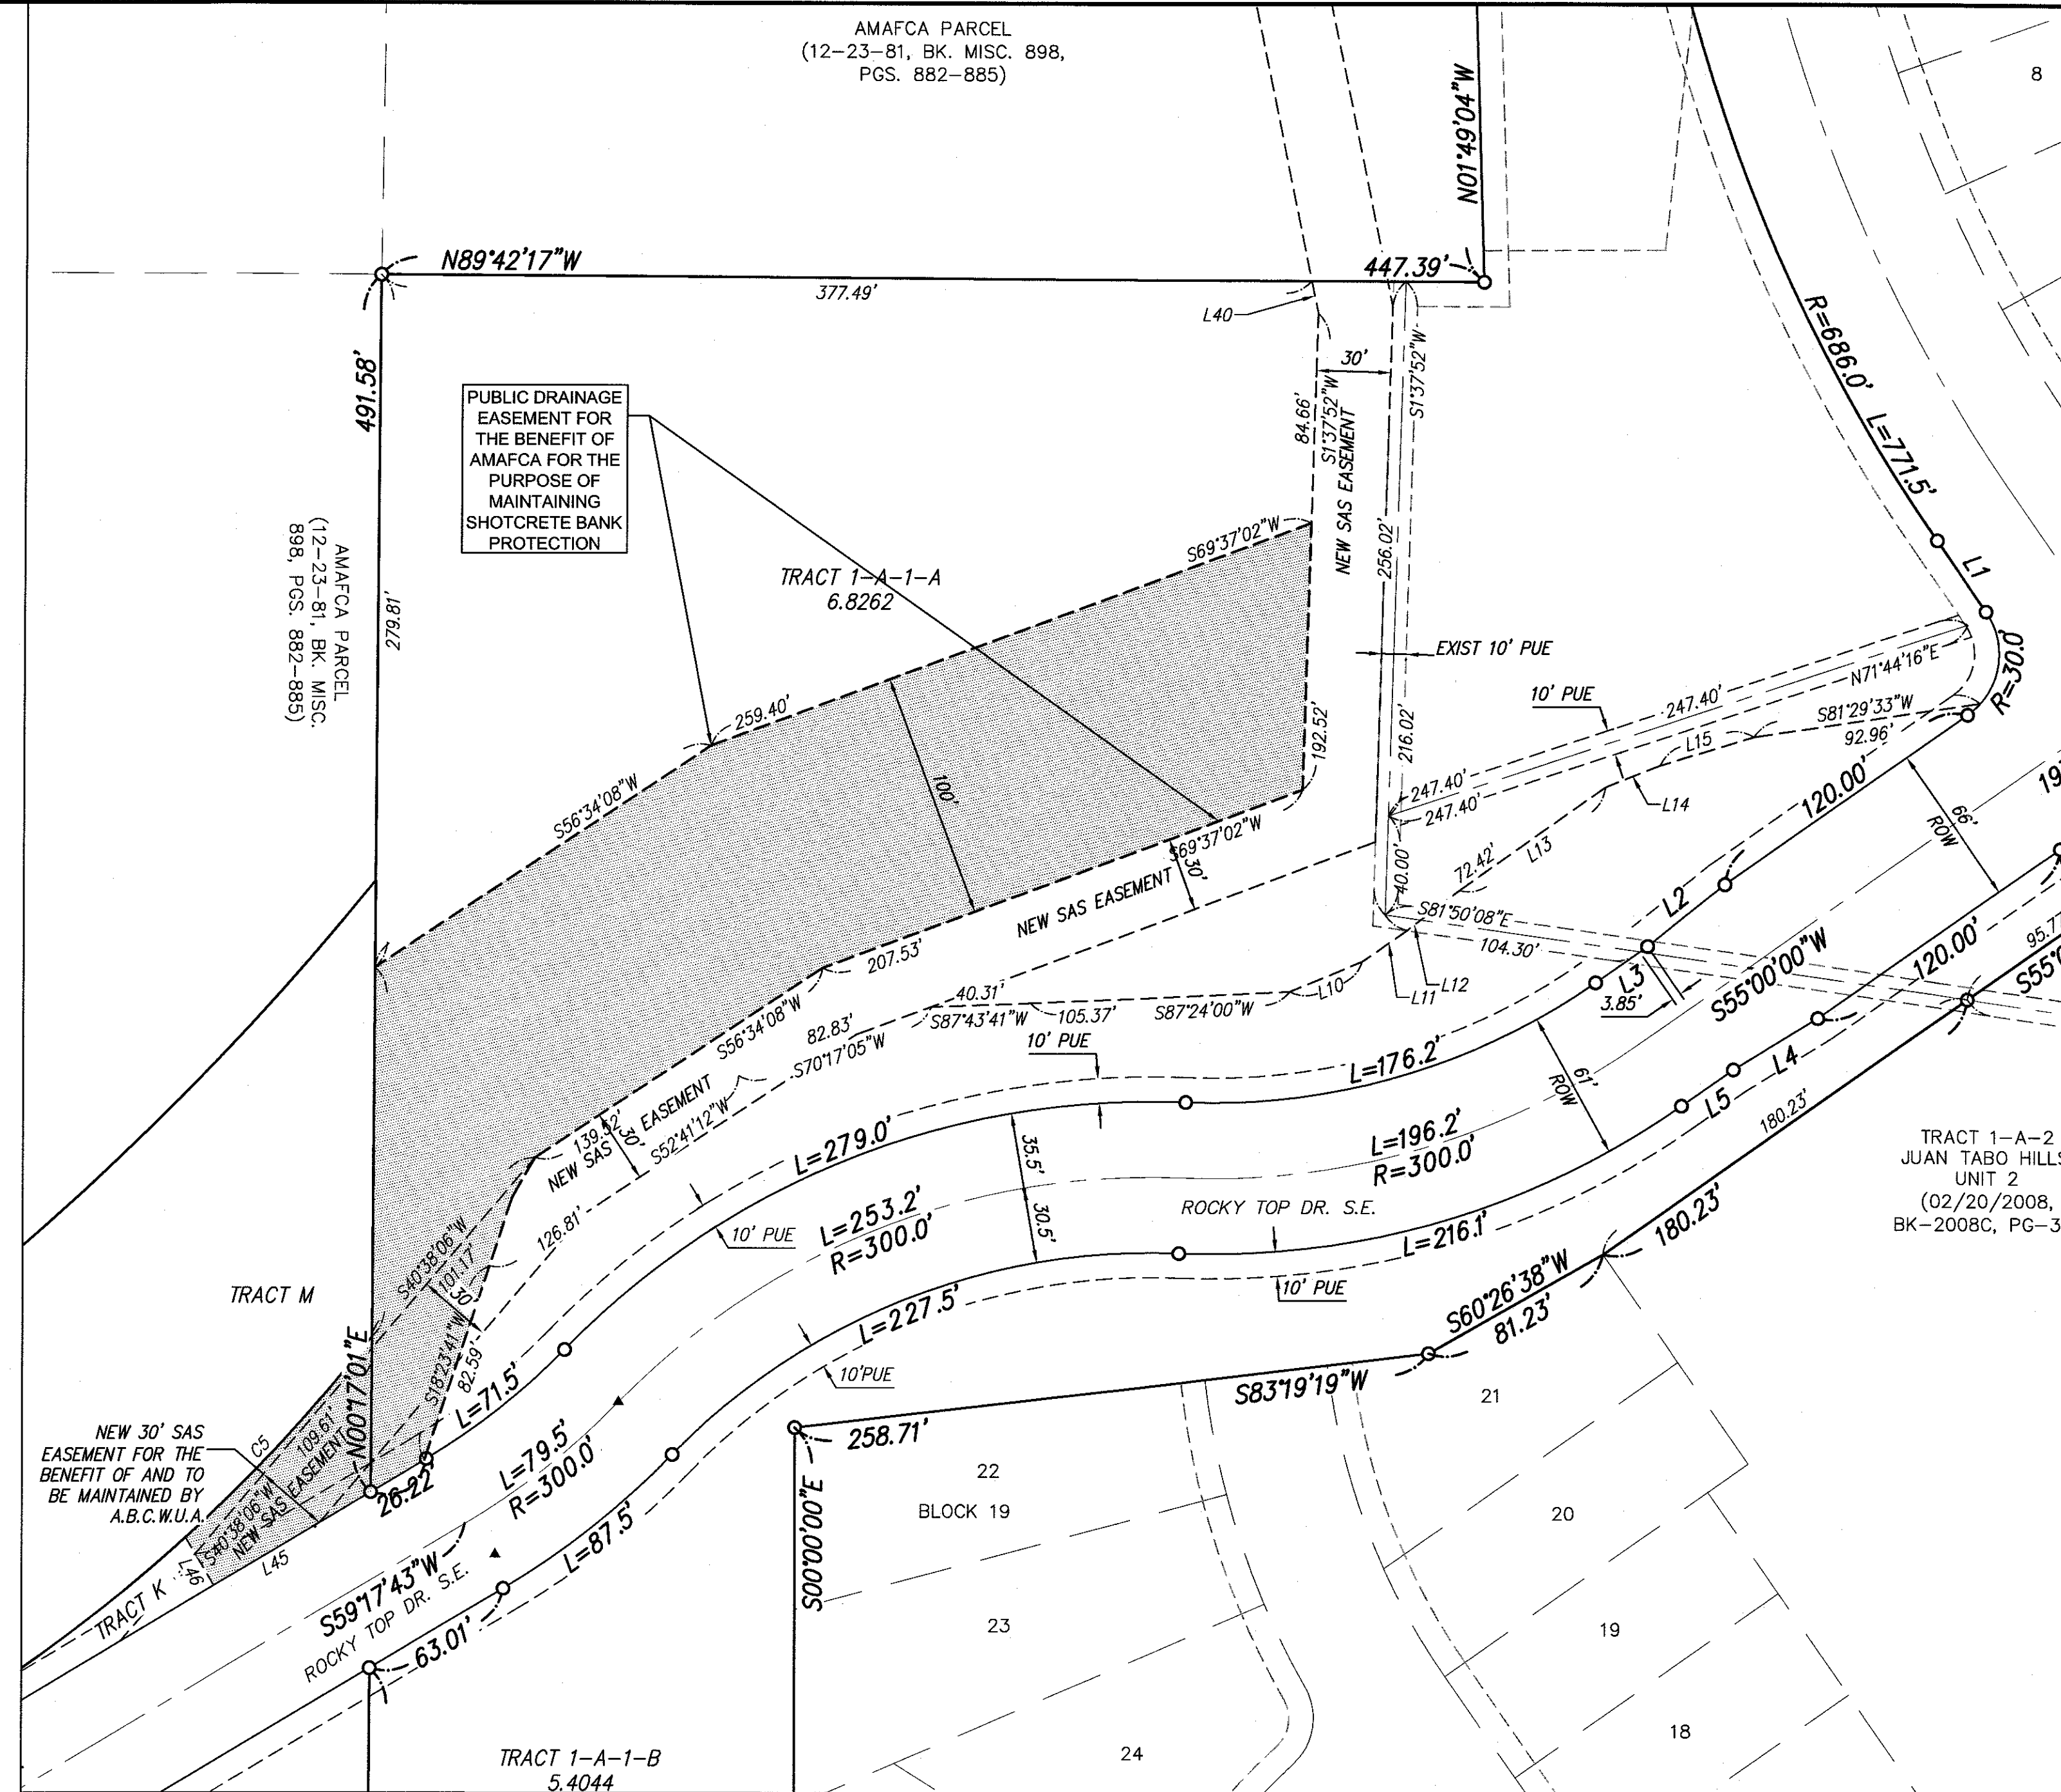 AMAFCA PARCEL
(12-23-81, BK. MISC. 898,
PGS. 882-885)
N01°49'04"W
8
N89°42'17"W
447.39'
377.49'
L40
30'
84.66'
S1°37'52"W
NEW SAS EASEMENT
S1°37'52"W
256.02'
216.02'
EXIST 10' PUE
R=686.0'
L=771.5'
L1
R=30.0'
491.58'
279.81'
AMAFCA PARCEL
(12-23-81, BK. MISC.
898, PGS. 882-885)
PUBLIC DRAINAGE
EASEMENT FOR
THE BENEFIT OF
AMAFCA FOR THE
PURPOSE OF
MAINTAINING
SHOTCRETE BANK
PROTECTION
TRACT 1-A-1-A
6.8262
S69°37'02"W
259.40'
S56°34'08"W
100'
192.52'
S69°37'02"W
30'
NEW SAS EASEMENT
207.53'
10' PUE
247.40'
N71°44'16"E
S81°29'33"W
92.96'
L15
L14
247.40'
247.40'
72.42'
L13
40.00'
S81°50'08"E
104.30'
L12
L11
L10
120.00'
66'
ROW
L2
L3
3.85'
S55°00'00"W
120.00'
95.7
L4
L5
180.23'
180.23'
40.31'
S87°43'41"W
105.37'
S87°24'00"W
82.83'
S70°17'05"W
S56°34'08"W
139.52'
30'
NEW SAS EASEMENT
S52°41'12"W
126.81'
10' PUE
L=176.2'
L=279.0'
L=196.2'
R=300.0'
61'
ROW
35.5'
30.5'
L=253.2'
R=300.0'
ROCKY TOP DR. S.E.
10' PUE
L=216.1'
10' PUE
L=227.5'
10'PUE
TRACT 1-A-2
JUAN TABO HILLS
UNIT 2
(02/20/2008,
BK-2008C, PG-3
S60°26'38"W
81.23'
S83°19'19"W
258.71'
TRACT M
S40°38'06"W
101.17'
30'
S18°23'41"W
82.59'
N00°17'01"E
L=71.5'
26.22'
NEW 30' SAS
EASEMENT FOR THE
BENEFIT OF AND TO
BE MAINTAINED BY
A.B.C.W.U.A.
C5
109.61'
S40°38'06"W
NEW SAS EASEMENT
L46
L45
TRACT K
L=79.5'
R=300.0'
L=87.5'
S59°17'43"W
ROCKY TOP DR. S.E.
63.01'
S00°00'00"E
22
BLOCK 19
23
24
21
20
19
18
TRACT 1-A-1-B
5.4044